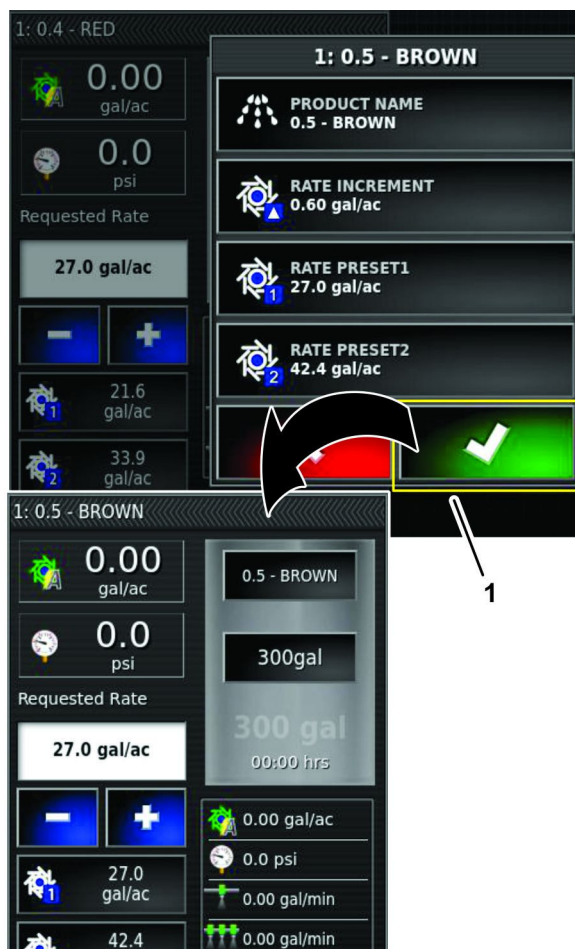 1: 0.4 - RED
0.00
gal/ac
0.0
psi
Requested Rate
27.0 gal/ac
-
+
1
21.6
gal/ac
2
33.9
gal/ac
1: 0.5 - BROWN
PRODUCT NAME
0.5 - BROWN
RATE INCREMENT
0.60 gal/ac
1
RATE PRESET1
27.0 gal/ac
2
RATE PRESET2
42.4 gal/ac
1
1: 0.5 - BROWN
A
0.00
gal/ac
0.0
psi
Requested Rate
27.0 gal/ac
-
+
1
27.0
gal/ac
42.4
0.5 - BROWN
300gal
300 gal
00:00 hrs
A
0.00 gal/ac
0.0 psi
0.00 gal/min
0.00 gal/min